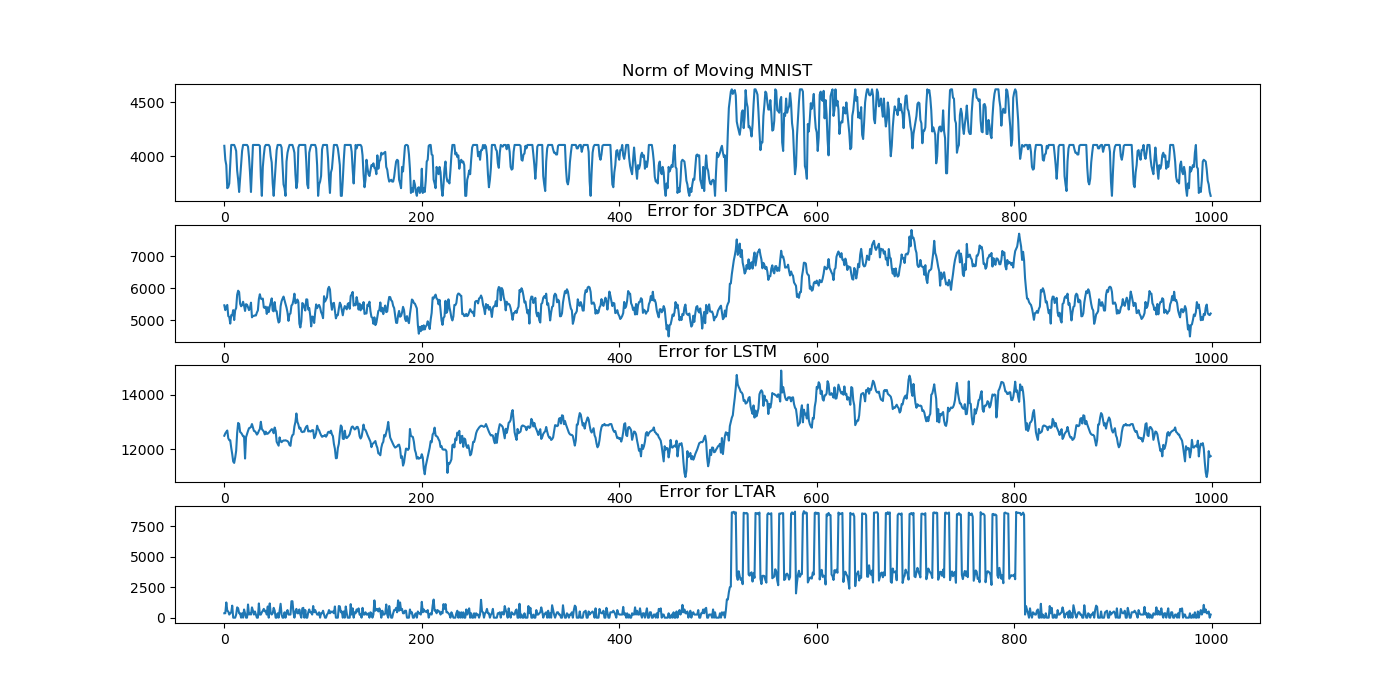 Norm of Moving MNIST
4500
4000
0 200 400 600 800 1000
Error for 3DTPCA
7000
6000
5000
0 200 400 600 800 1000
Error for LSTM
14000
12000
0 200 400 600 800 1000
Error for LTAR
7500
5000
2500
0
0 200 400 600 800 1000